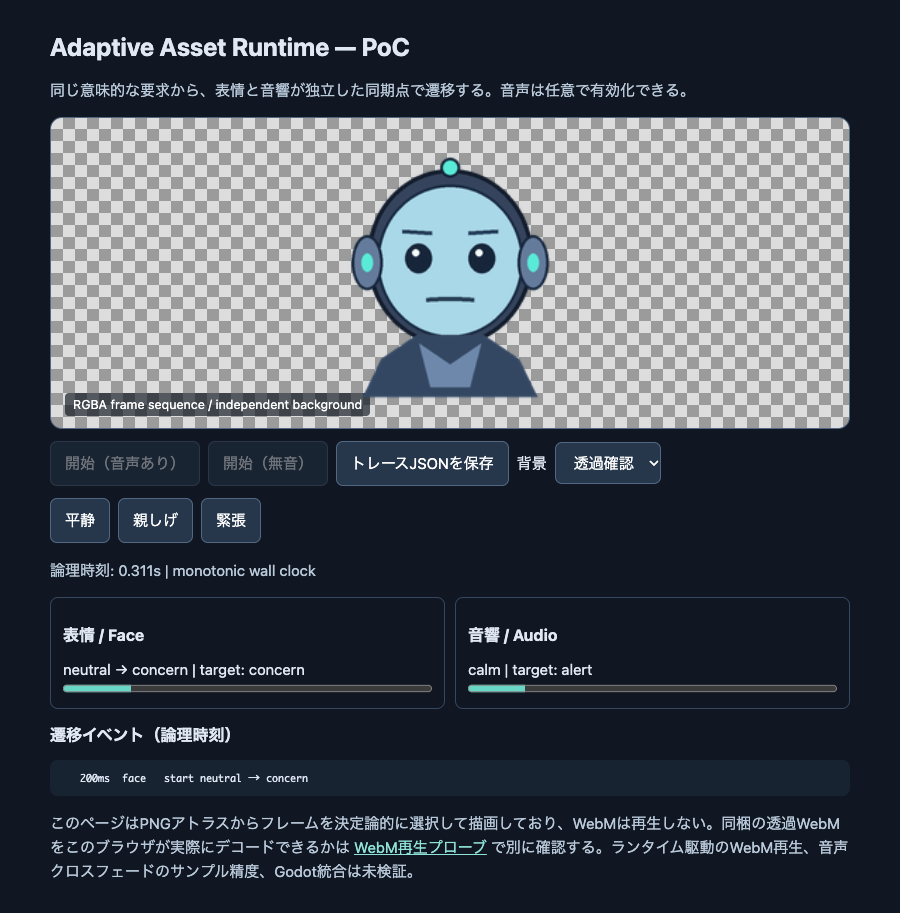 Adaptive Asset Runtime — PoC
同じ意味的な要求から、表情と音響が独立した同期点で遷移する。音声は任意で有効化できる。
RGBA frame sequence / independent background
開始（音声あり） 開始（無音） トレースJSONを保存 背景 透過確認
平静 親しげ 緊張
論理時刻: 0.311s | monotonic wall clock
表情 / Face
neutral → concern | target: concern
音響 / Audio
calm | target: alert
遷移イベント（論理時刻）
200ms face start neutral → concern
このページはPNGアトラスからフレームを決定論的に選択して描画しており、WebMは再生しない。同梱の透過WebM
をこのブラウザが実際にデコードできるかは WebM再生プローブ で別に確認する。ランタイム駆動のWebM再生、音声
クロスフェードのサンプル精度、Godot統合は未検証。